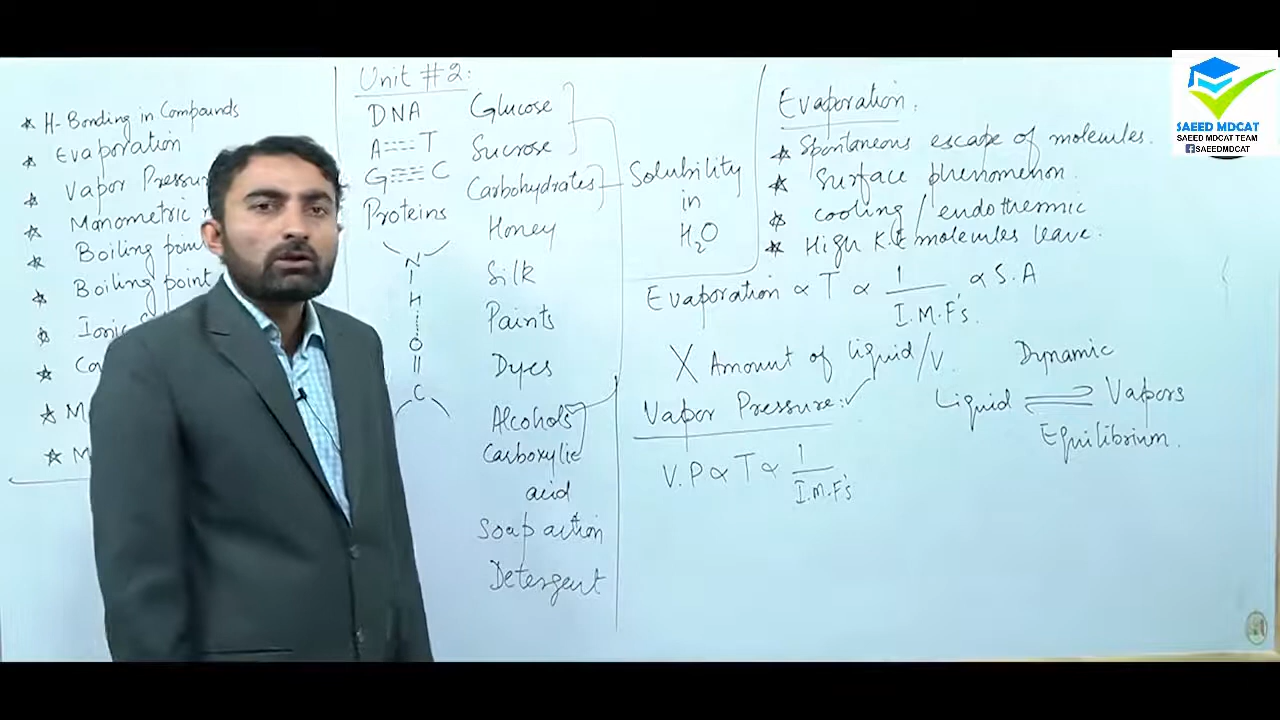 ★ H-Bonding in Compounds
★ Evaporation
★ Vapor Pressu
★ Manometric
★ Boiling poin
★ Boiling point
★ Ionic
★
★ M
★ M
Unit #2:
DNA
A T
G C
Proteins
N
H
O
C
Glucose
Sucrose
Carbohydrates
Honey
Silk
Paints
Dyes
Alcohols
Carboxylic
acid
Soap action
Detergent
Solubility
in
H₂O
Evaporation.
★ Spontaneous escape of molecules.
★ Surface phenomenon.
★ Cooling / endothermic
★ High K.E molecules leave.
Evaporation ∝ T ∝ 1/I.M.F's. ∝ S.A
X Amount of liquid/V.
Vapor Pressure: ✓
V.P ∝ T ∝ 1/I.M.F's
Dynamic
Liquid ⇌ Vapors
Equilibrium.
SAEED MDCAT
SAEED MDCAT TEAM
SAEEDMDCAT